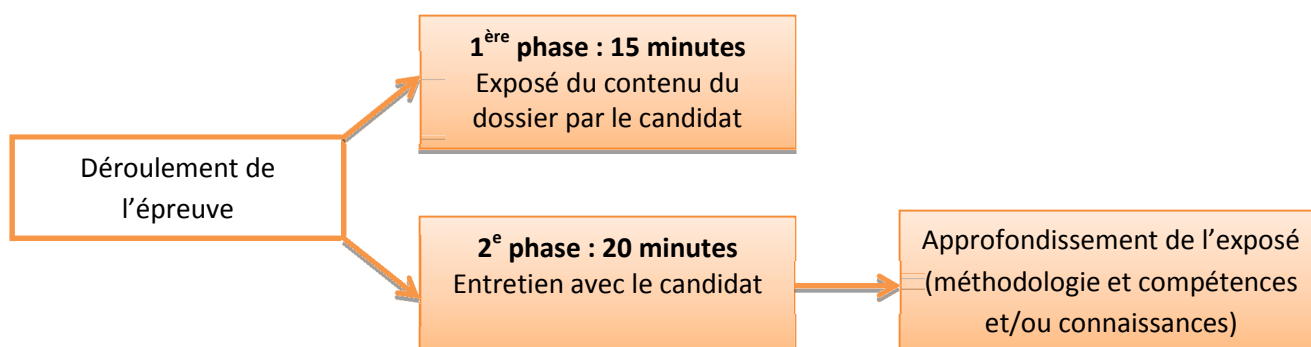 1ère phase : 15 minutes
Exposé du contenu du
dossier par le candidat
Déroulement de
l’épreuve
2e phase : 20 minutes
Entretien avec le candidat
Approfondissement de l’exposé
(méthodologie et compétences
et/ou connaissances)